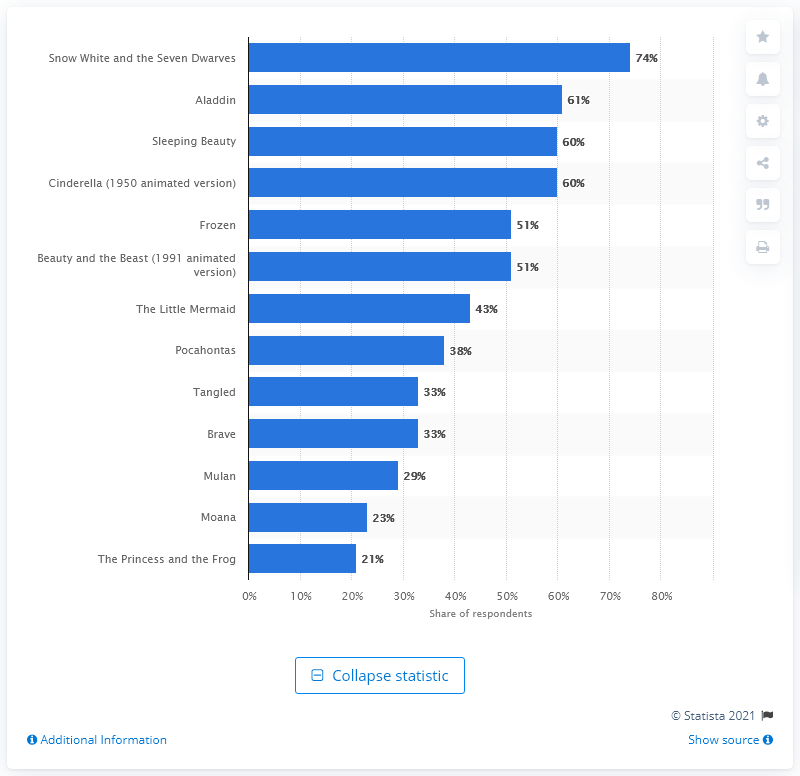 Snow White and the Seven Dwarves 74%
Aladdin 61%
Sleeping Beauty 60%
Cinderella (1950 animated version) 60%
Frozen 51%
Beauty and the Beast (1991 animated
version) 51%
The Little Mermaid 43%
Pocahontas 38%
Tangled 33%
Brave 33%
Mulan 29%
Moana 23%
The Princess and the Frog 21%
0% 10% 20% 30% 40% 50% 60% 70% 80%
Share of respondents
Collapse statistic
© Statista 2021
Additional Information
Show source